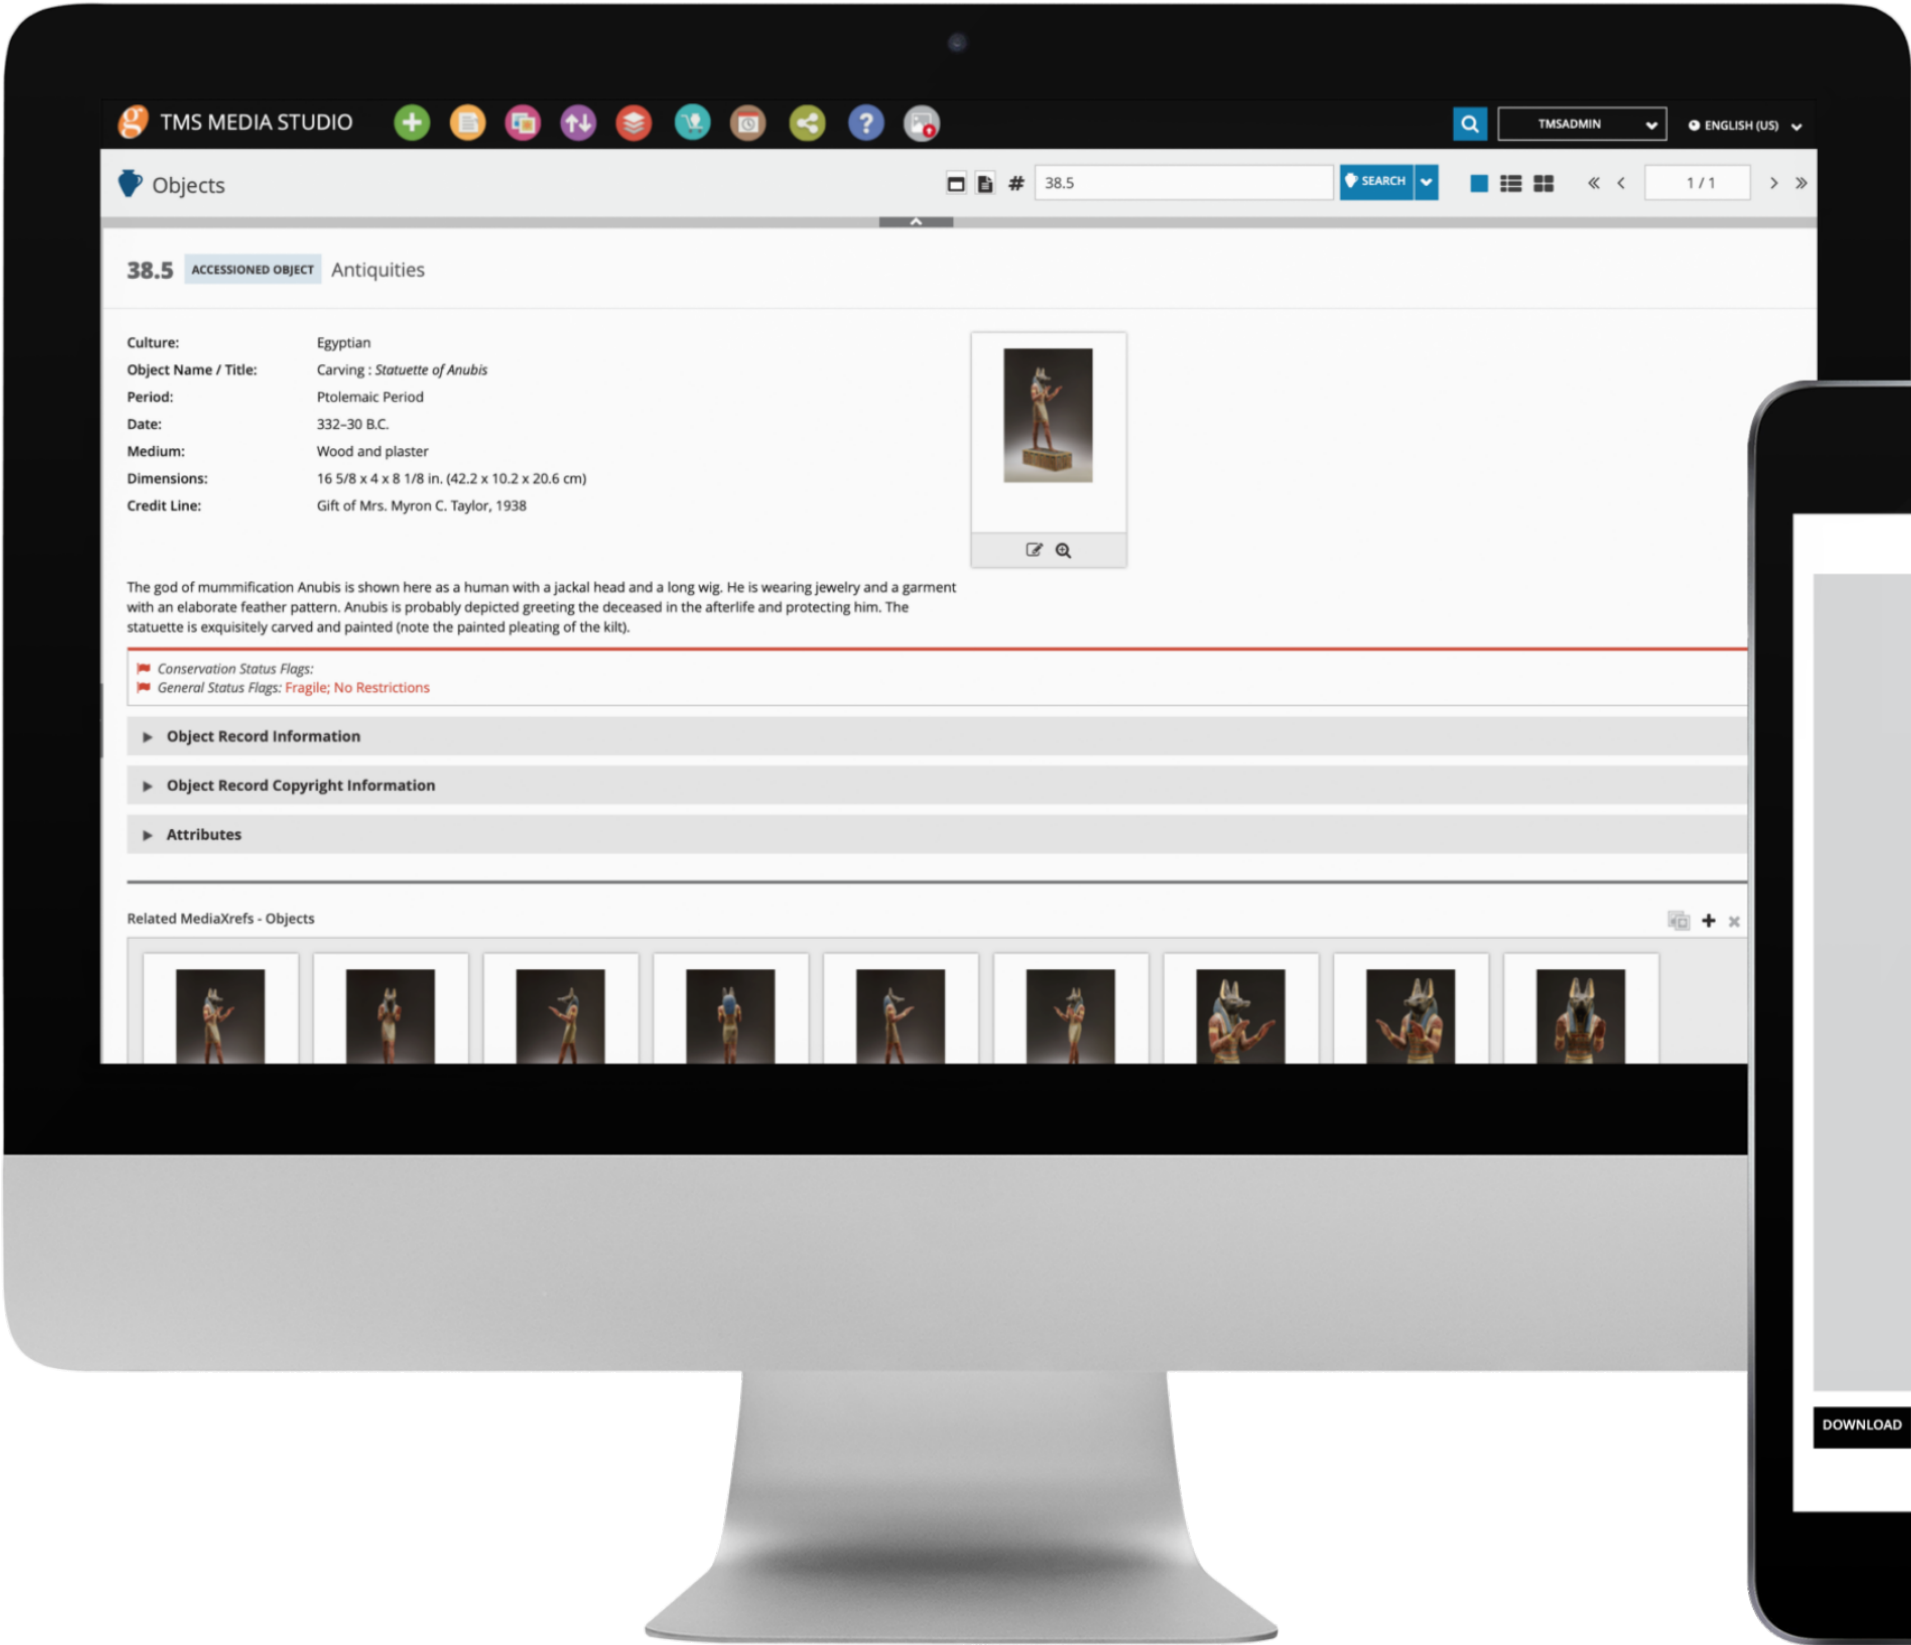 TMS MEDIA STUDIO
TMSADMIN
ENGLISH (US)
Objects
#
38.5
SEARCH
1 / 1
38.5 ACCESSIONED OBJECT Antiquities
Culture: Egyptian
Object Name / Title: Carving : Statuette of Anubis
Period: Ptolemaic Period
Date: 332–30 B.C.
Medium: Wood and plaster
Dimensions: 16 5/8 x 4 x 8 1/8 in. (42.2 x 10.2 x 20.6 cm)
Credit Line: Gift of Mrs. Myron C. Taylor, 1938
The god of mummification Anubis is shown here as a human with a jackal head and a long wig. He is wearing jewelry and a garment
with an elaborate feather pattern. Anubis is probably depicted greeting the deceased in the afterlife and protecting him. The
statuette is exquisitely carved and painted (note the painted pleating of the kilt).
Conservation Status Flags:
General Status Flags: Fragile; No Restrictions
Object Record Information
Object Record Copyright Information
Attributes
Related MediaXrefs - Objects
DOWNLOAD